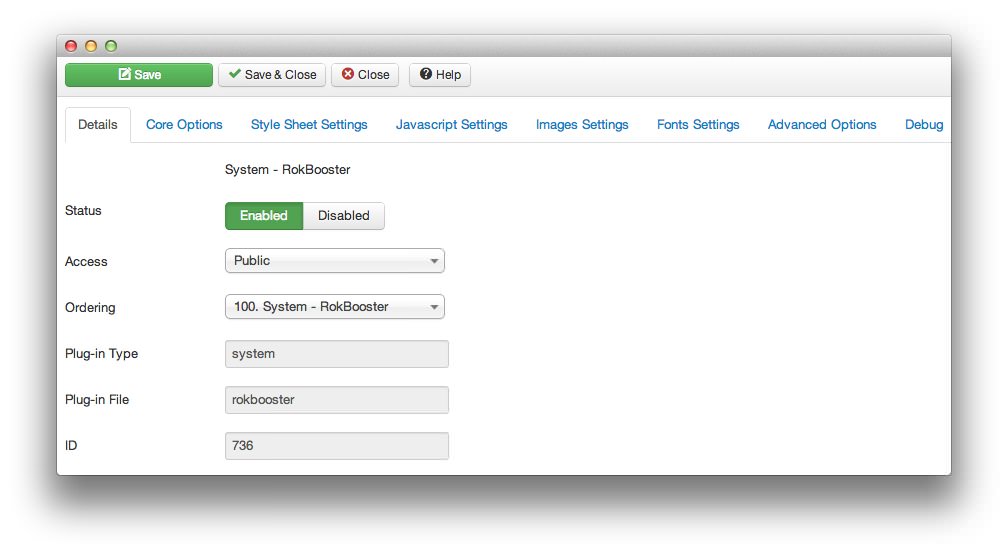 Save Save & Close Close Help
Details Core Options Style Sheet Settings Javascript Settings Images Settings Fonts Settings Advanced Options Debug
System - RokBooster
Status Enabled Disabled
Access Public
Ordering 100. System - RokBooster
Plug-in Type system
Plug-in File rokbooster
ID 736